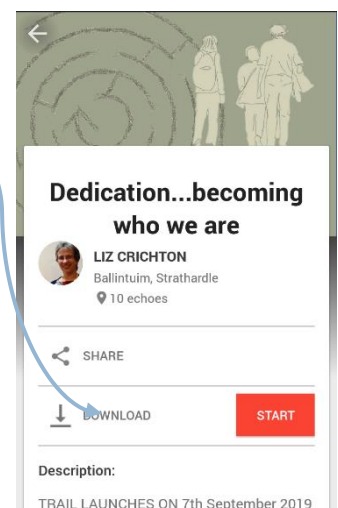 Dedication...becoming
who we are
LIZ CRICHTON
Ballintuim, Strathardle
10 echoes
SHARE
DOWNLOAD
START
Description:
TRAIL LAUNCHES ON 7th September 2019